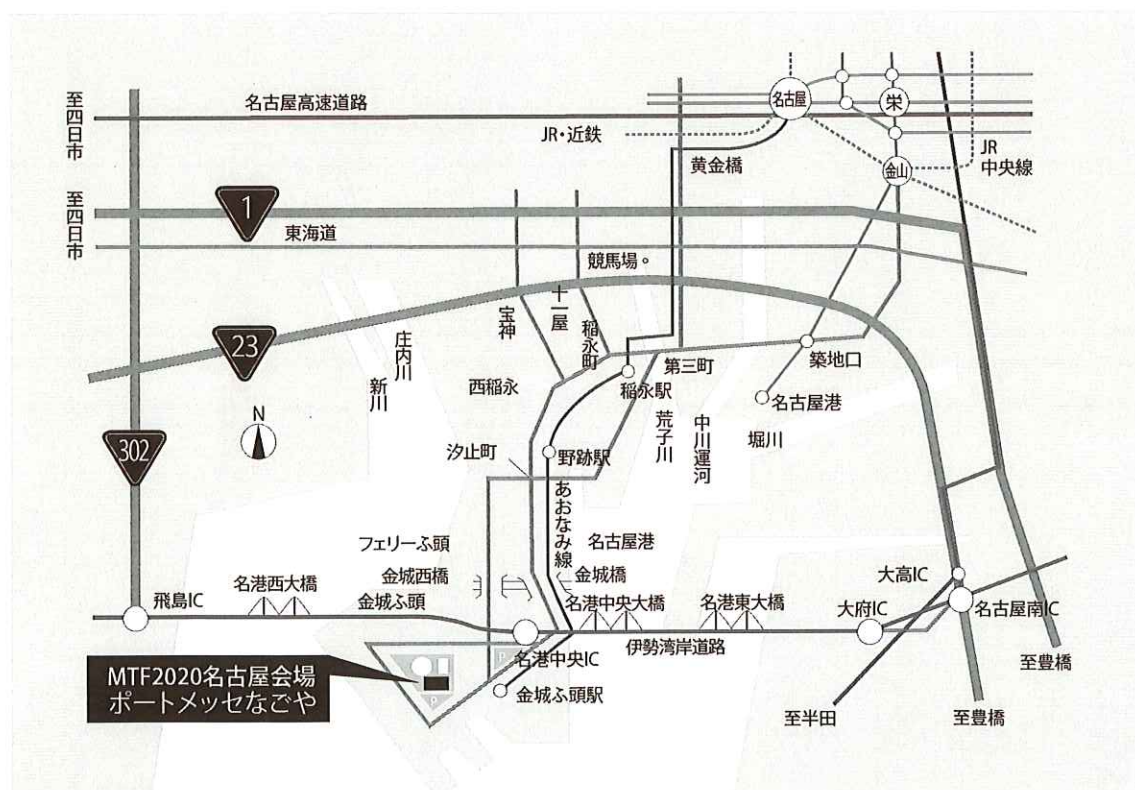 名古屋
栄
至四日市
名古屋高速道路
JR・近鉄
黄金橋
JR
中央線
金山
至四日市
1
東海道
競馬場
宝神
十一屋
稲永町
23
庄内川
新川
西稲永
第三町
築地口
稲永駅
名古屋港
N
302
荒子川
中川運河
堀川
汐止町
野跡駅
あおなみ線
フェリーふ頭
名古屋港
金城西橋
金城橋
大高IC
名港西大橋
飛島IC
金城ふ頭
名港中央大橋
名港東大橋
大府IC
名古屋南IC
伊勢湾岸道路
P
名港中央IC
至豊橋
MTF2020名古屋会場
ポートメッセなごや
P
金城ふ頭駅
至半田
至豊橋